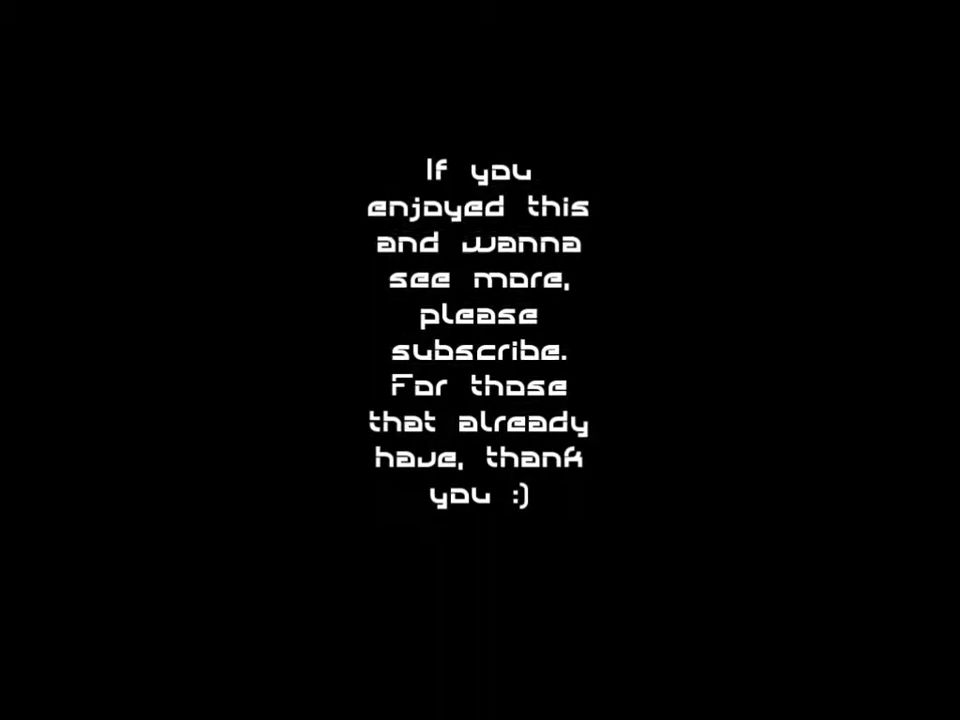 If you
enjoyed this
and wanna
see more,
please
subscribe.
For those
that already
have, thank
you :)